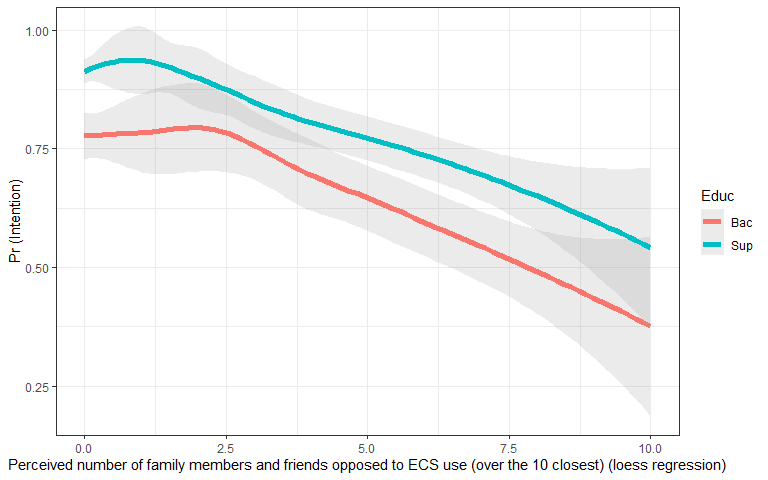 1.00
0.75
0.50
0.25
Pr (Intention)
0.0 2.5 5.0 7.5 10.0
Perceived number of family members and friends opposed to ECS use (over the 10 closest) (loess regression)
Educ
Bac
Sup